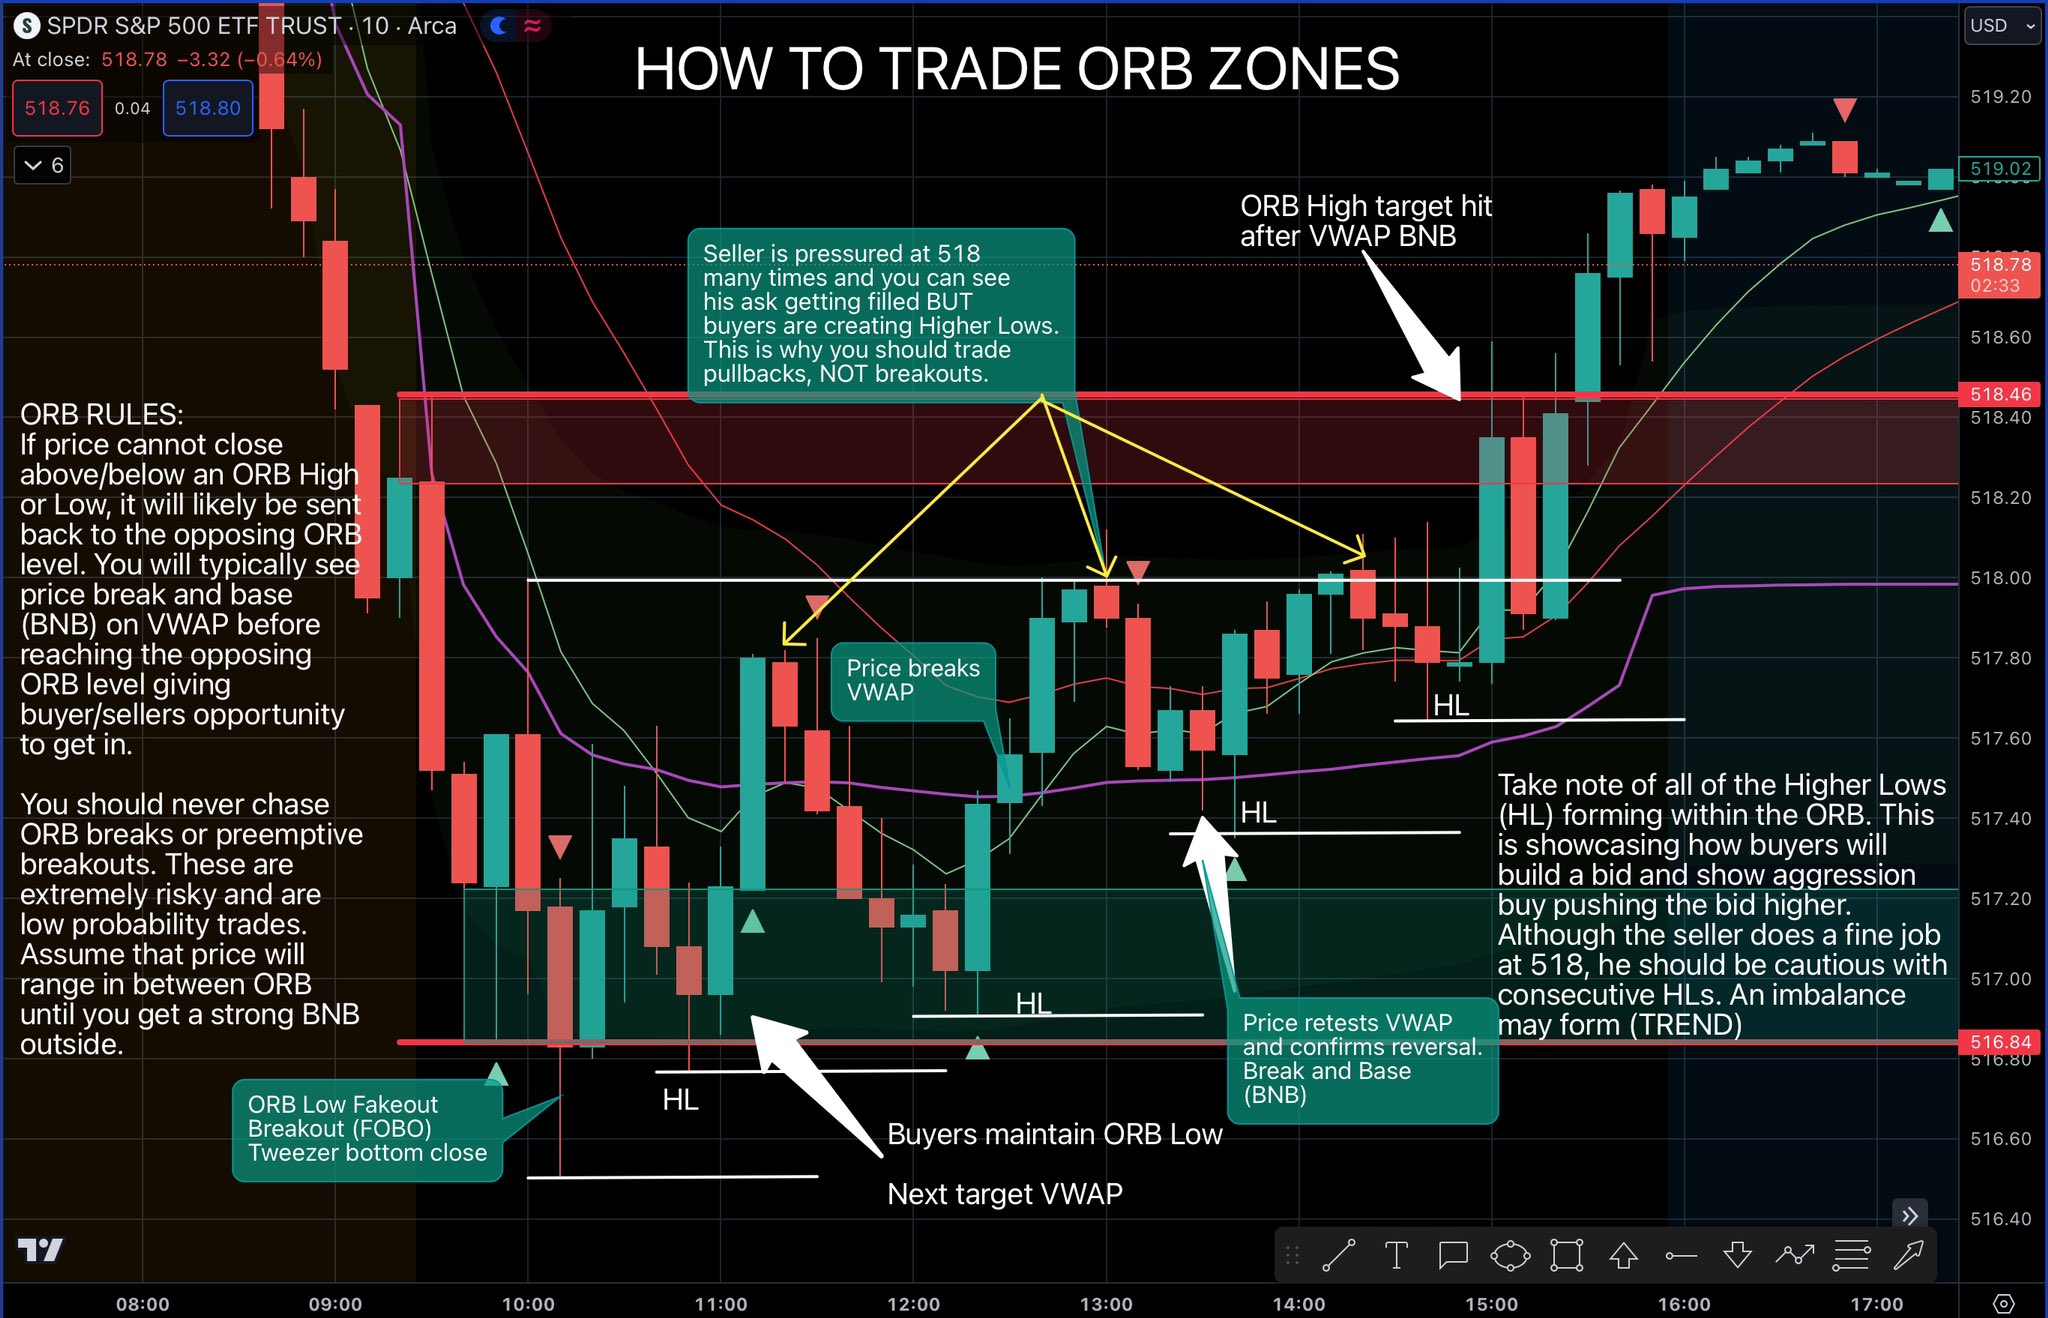 SPDR S&P 500 ETF TRUST · 10 · Arca
At close: 518.78 −3.32 (−0.64%)
518.76
0.04
518.80
6
HOW TO TRADE ORB ZONES
USD
ORB High target hit
after VWAP BNB
Seller is pressured at 518
many times and you can see
his ask getting filled BUT
buyers are creating Higher Lows.
This is why you should trade
pullbacks, NOT breakouts.
ORB RULES:
If price cannot close
above/below an ORB High
or Low, it will likely be sent
back to the opposing ORB
level. You will typically see
price break and base
(BNB) on VWAP before
reaching the opposing
ORB level giving
buyer/sellers opportunity
to get in.
You should never chase
ORB breaks or preemptive
breakouts. These are
extremely risky and are
low probability trades.
Assume that price will
range in between ORB
until you get a strong BNB
outside.
Price breaks
VWAP
HL
HL
HL
HL
Take note of all of the Higher Lows
(HL) forming within the ORB. This
is showcasing how buyers will
build a bid and show aggression
buy pushing the bid higher.
Although the seller does a fine job
at 518, he should be cautious with
consecutive HLs. An imbalance
may form (TREND)
Price retests VWAP
and confirms reversal.
Break and Base
(BNB)
ORB Low Fakeout
Breakout (FOBO)
Tweezer bottom close
Buyers maintain ORB Low
Next target VWAP
519.20
519.02
518.78
02:33
518.60
518.46
518.40
518.20
518.00
517.80
517.60
517.40
517.20
517.00
516.84
516.80
516.60
516.40
08:00
09:00
10:00
11:00
12:00
13:00
14:00
15:00
16:00
17:00